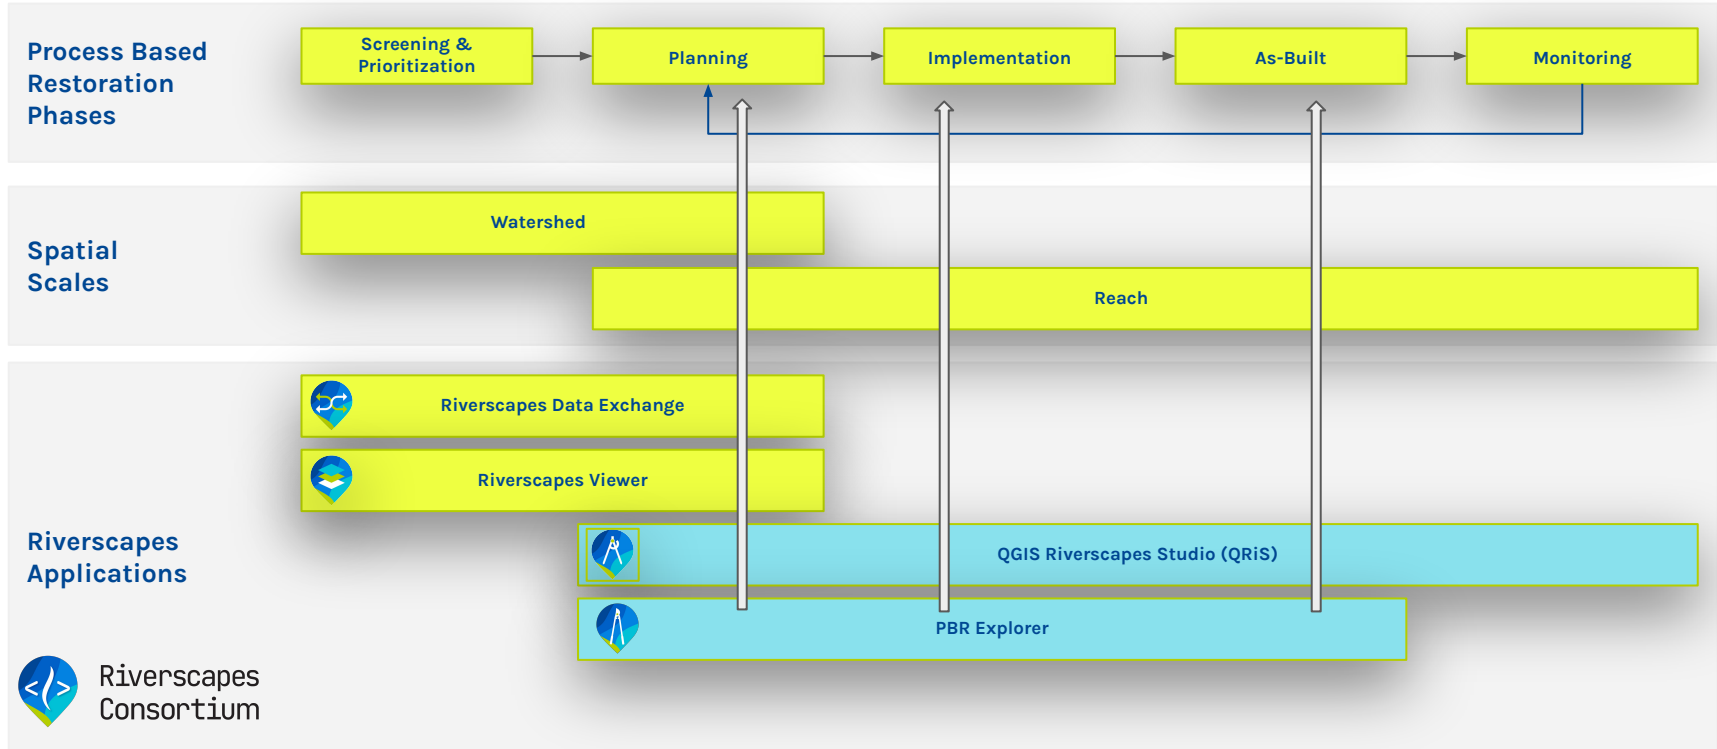 Process Based
Restoration
Phases
Screening &
Prioritization
Planning
Implementation
As-Built
Monitoring
Spatial
Scales
Watershed
Reach
Riverscapes
Applications
Riverscapes Data Exchange
Riverscapes Viewer
QGIS Riverscapes Studio (QRiS)
PBR Explorer
Riverscapes
Consortium